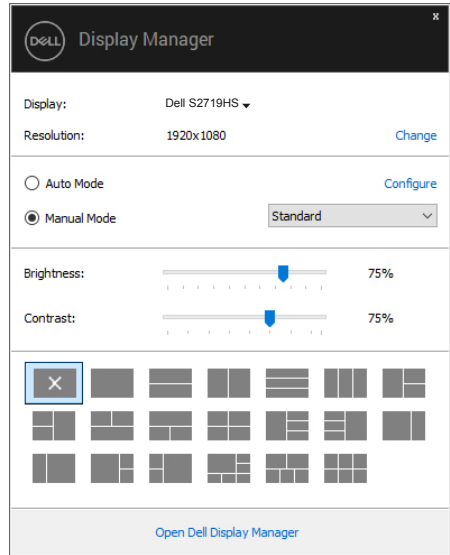 x
DELL Display Manager
Display: Dell S2719HS
Resolution: 1920x1080 Change
Auto Mode Configure
Manual Mode Standard
Brightness: 75%
Contrast: 75%
Open Dell Display Manager